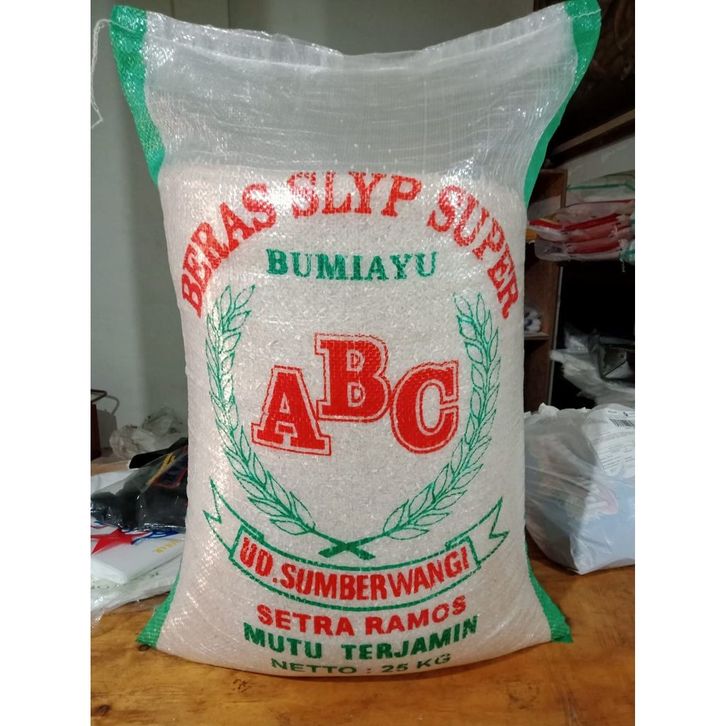 BERAS SLYP SUPER
BUMIAYU
ABC
UD.SUMBERWANGI
SETRA RAMOS
MUTU TERJAMIN
NETTO : 25 KG